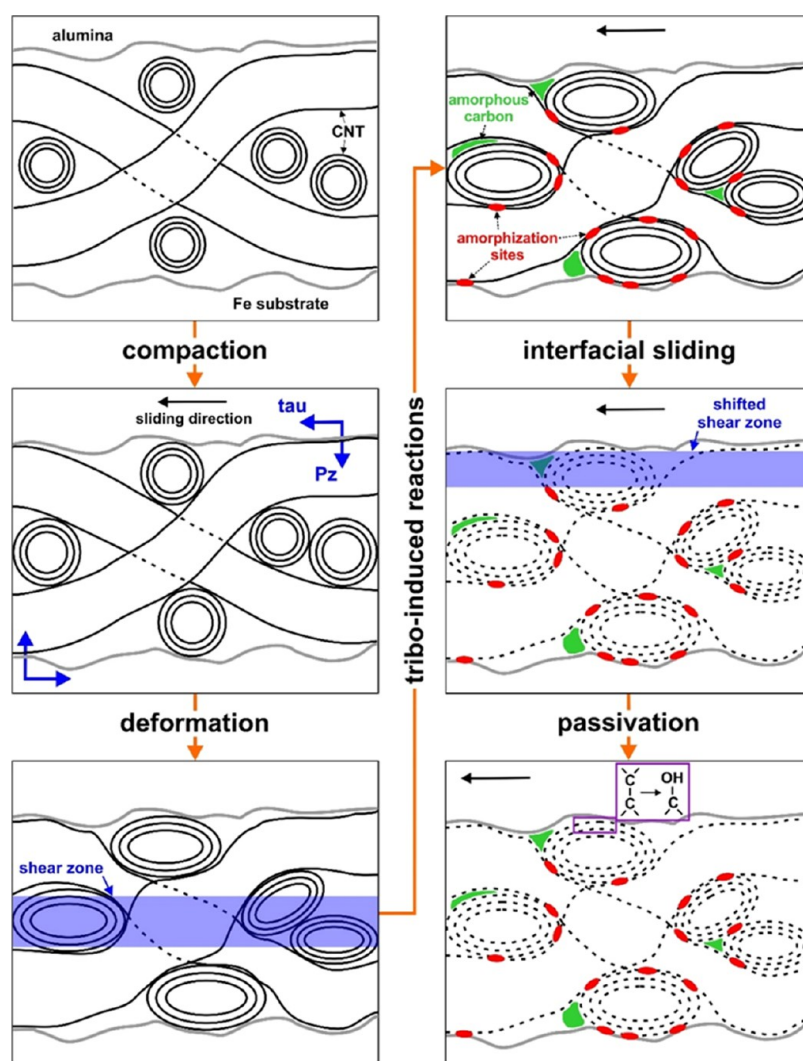 alumina
CNT
Fe substrate
compaction
sliding direction
tau
Pz
deformation
shear zone
tribo-induced reactions
amorphous
carbon
amorphization
sites
interfacial sliding
shifted
shear zone
passivation
C
C
OH
C